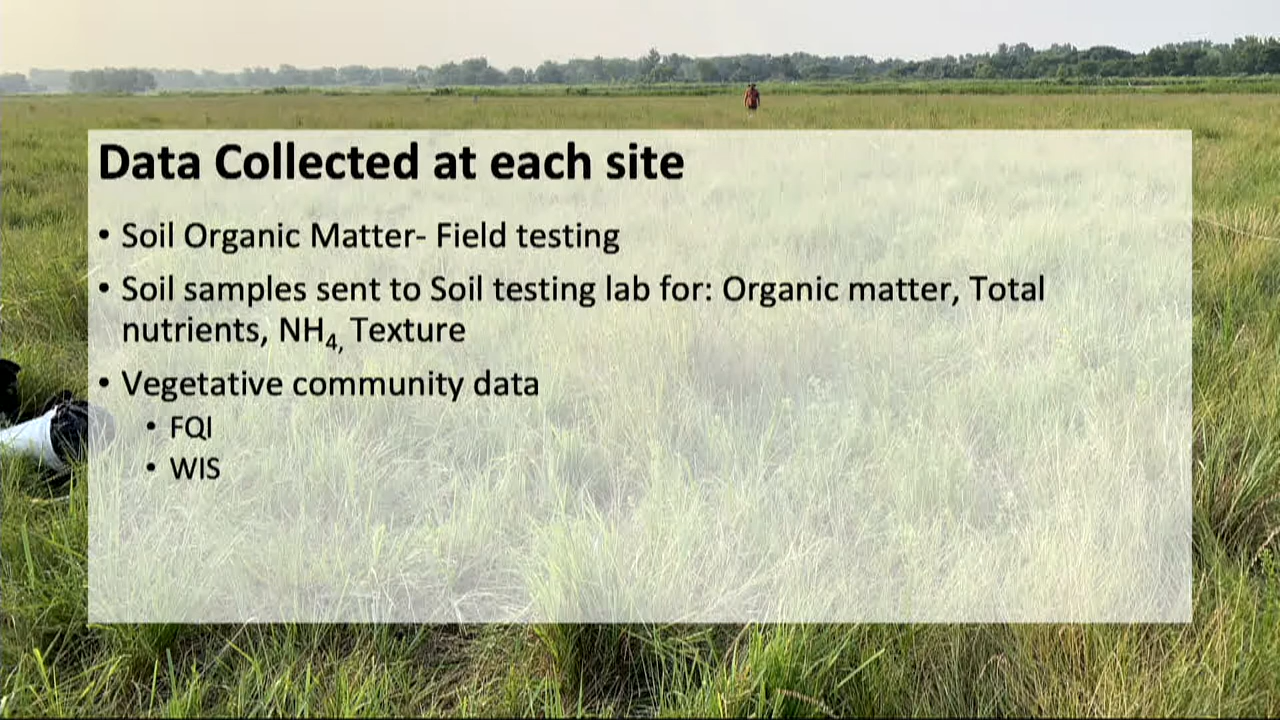 Data Collected at each site
• Soil Organic Matter- Field testing
• Soil samples sent to Soil testing lab for: Organic matter, Total
nutrients, NH4, Texture
• Vegetative community data
• FQI
• WIS